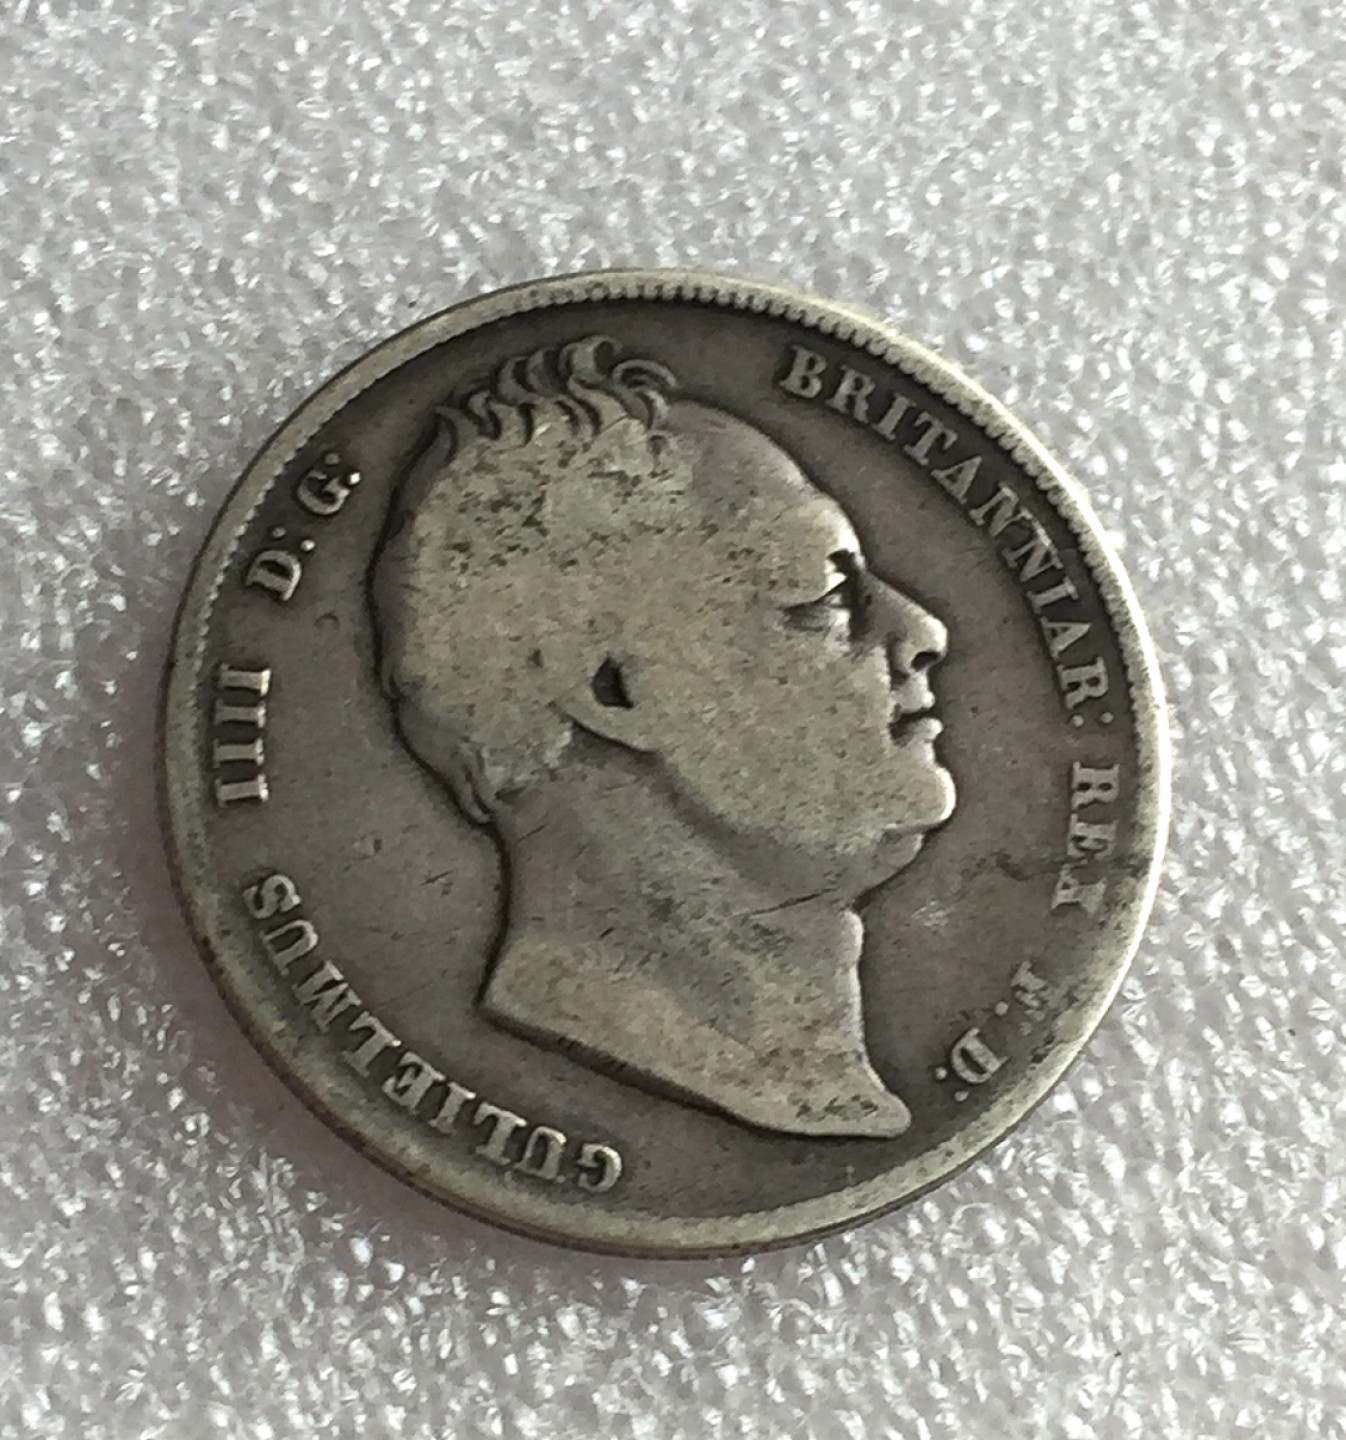 GULIELMUS IIII D: G: BRITANNIAR: REX F: D: